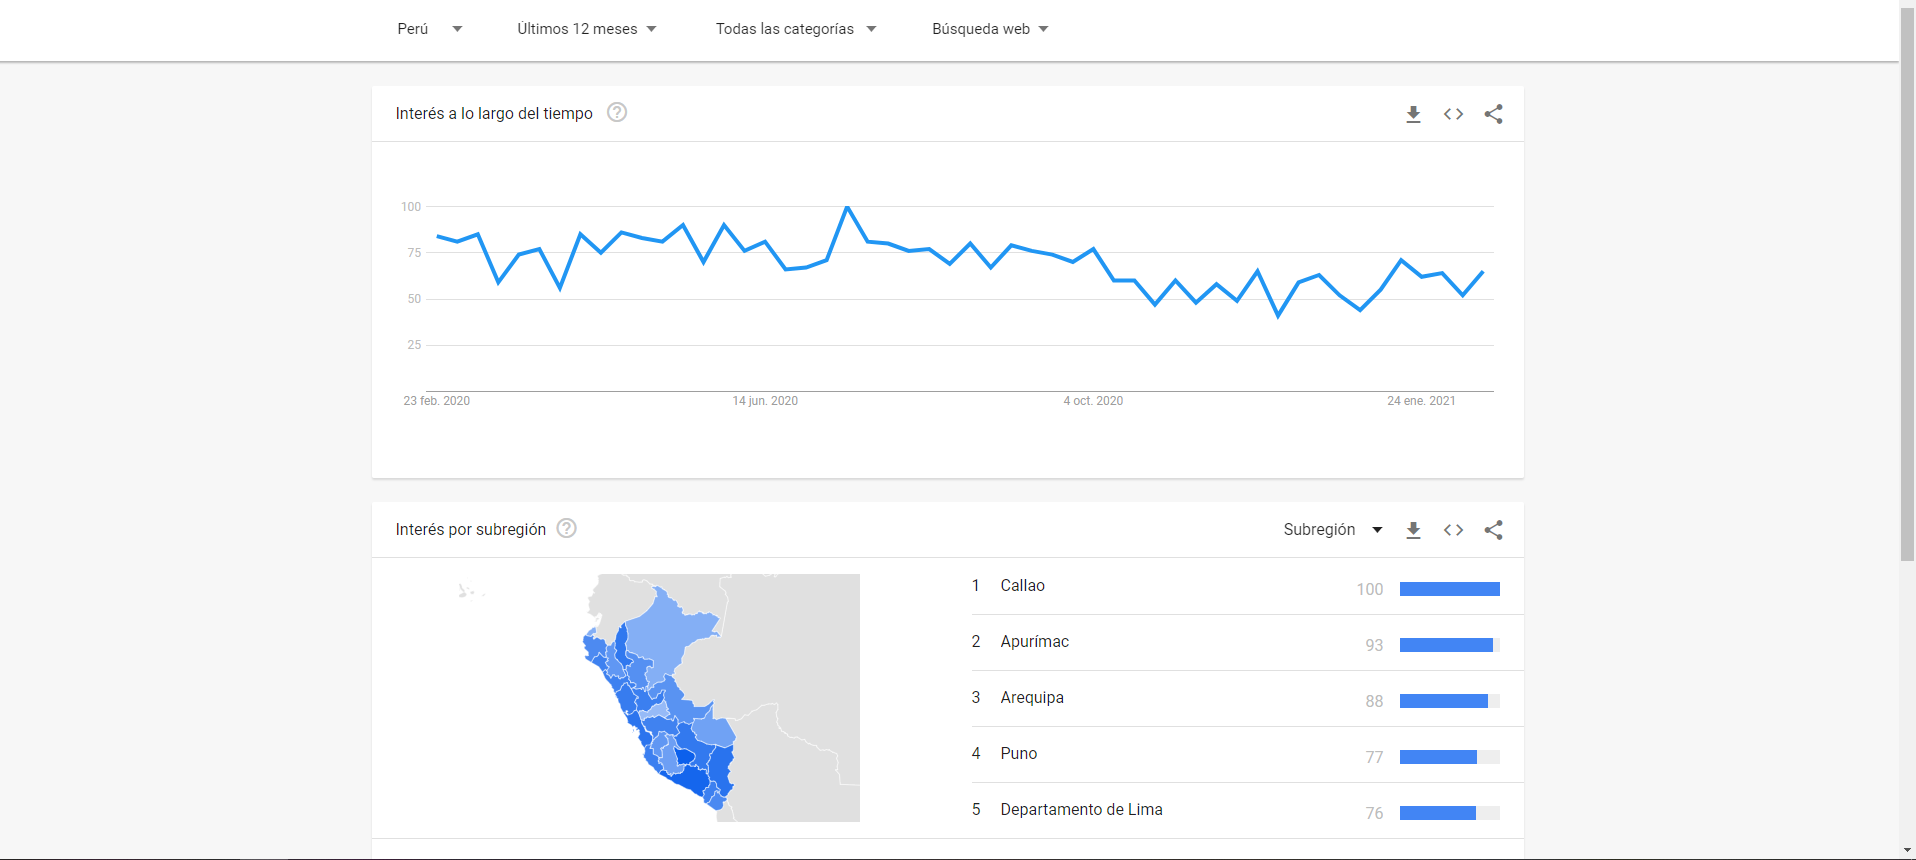 Perú Últimos 12 meses Todas las categorías Búsqueda web
Interés a lo largo del tiempo ?
100
75
50
25
23 feb. 2020 14 jun. 2020 4 oct. 2020 24 ene. 2021
Interés por subregión ? Subregión
1 Callao 100
2 Apurímac 93
3 Arequipa 88
4 Puno 77
5 Departamento de Lima 76